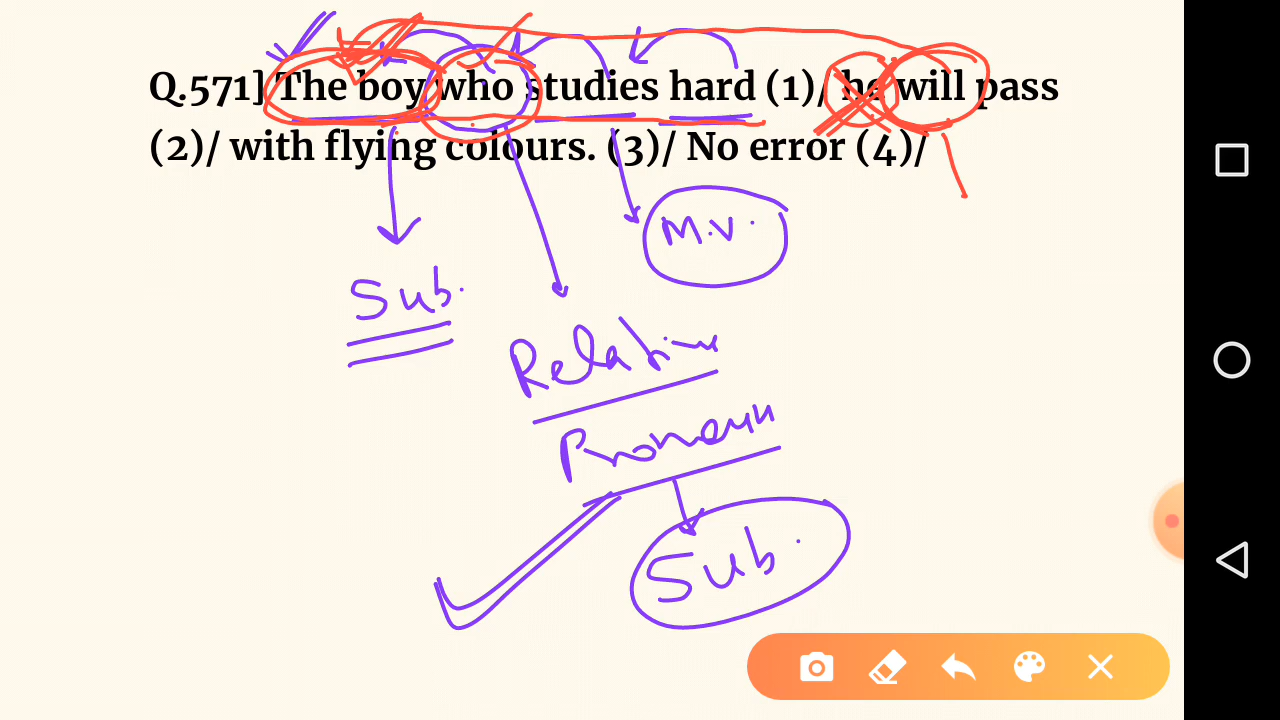 Q.571] The boy who studies hard (1)/ he will pass
(2)/ with flying colours. (3)/ No error (4)/
M.V.
Sub.
Relative
Pronoun
Sub.